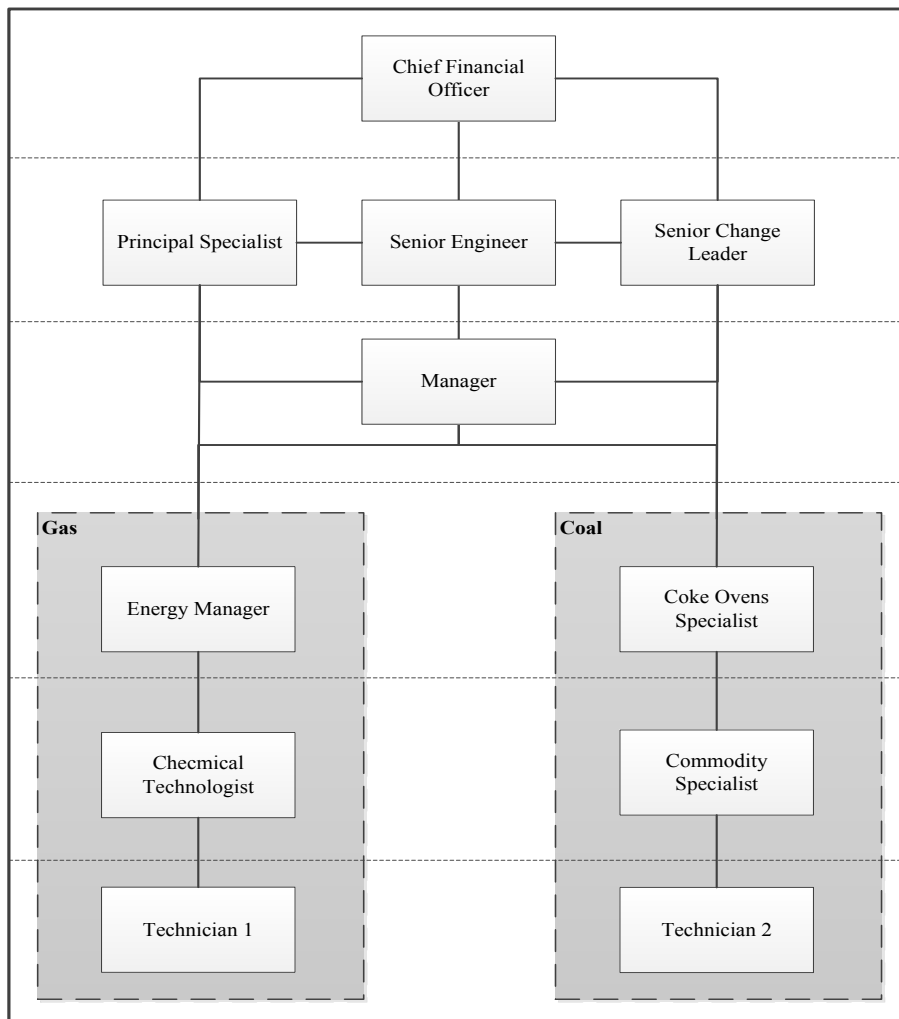 Chief Financial
Officer
Principal Specialist
Senior Engineer
Senior Change
Leader
Manager
Gas
Coal
Energy Manager
Coke Ovens
Specialist
Checmical
Technologist
Commodity
Specialist
Technician 1
Technician 2